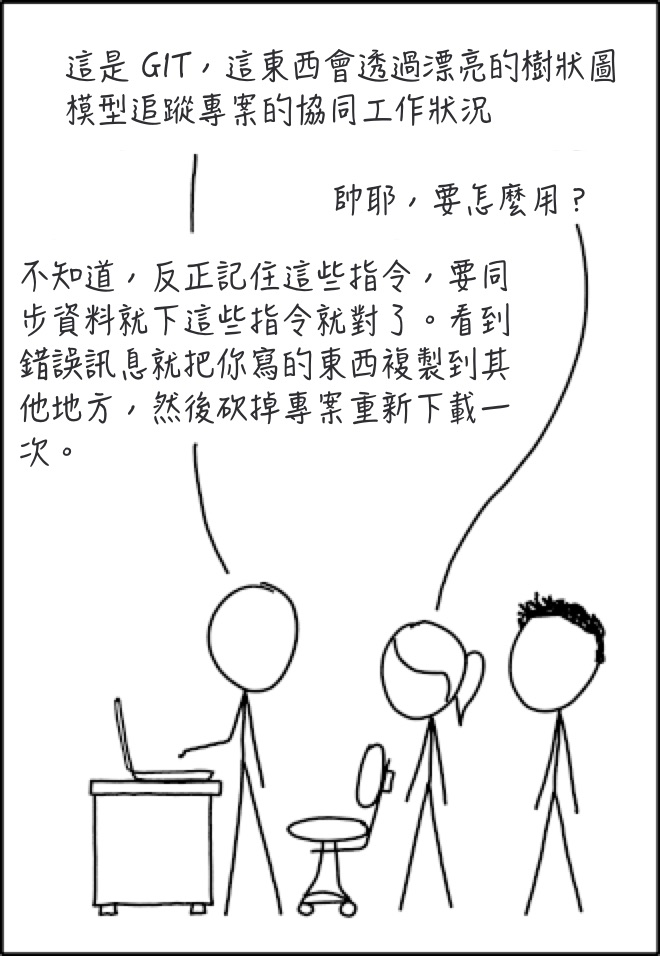 這是 GIT，這東西會透過漂亮的樹狀圖
模型追蹤專案的協同工作狀況
帥耶，要怎麼用？
不知道，反正記住這些指令，要同
步資料就下這些指令就對了。看到
錯誤訊息就把你寫的東西複製到其
他地方，然後砍掉專案重新下載一
次。